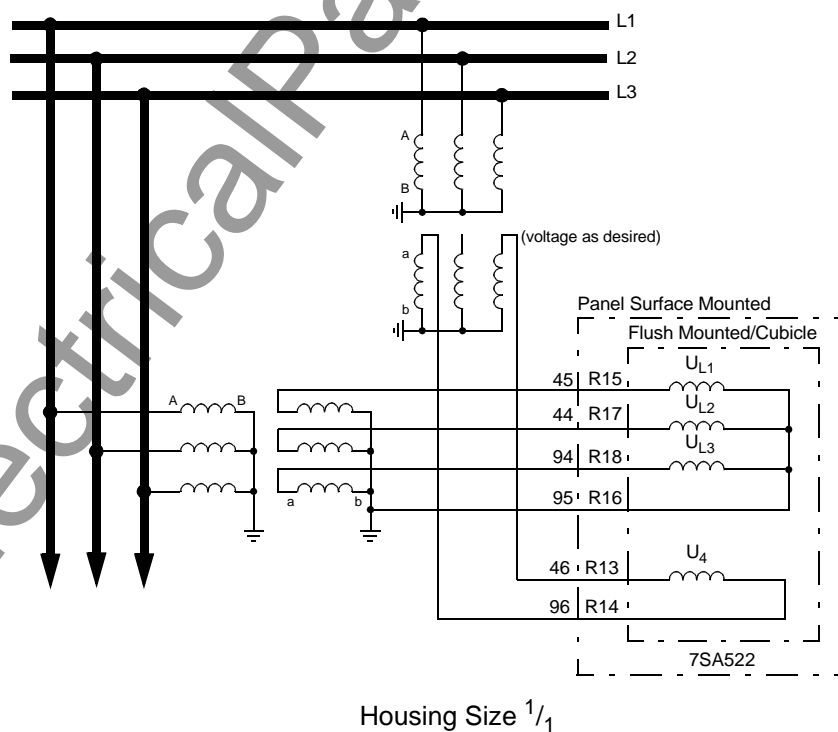 L1
L2
L3
A
B
(voltage as desired)
a
b
Panel Surface Mounted
Flush Mounted/Cubicle
UL1
45 R15
UL2
A B
44 R17
UL3
94 R18
95 R16
a b
U4
46 R13
96 R14
7SA522
Housing Size 1/1